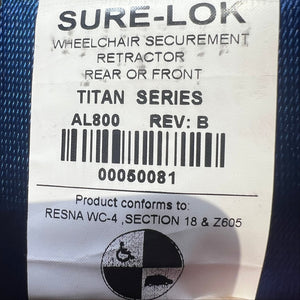 SURE-LOK
WHEELCHAIR SECUREMENT
RETRACTOR
REAR OR FRONT
TITAN SERIES
AL800 REV: B
00050081
Product conforms to:
RESNA WC-4 ,SECTION 18 & Z605